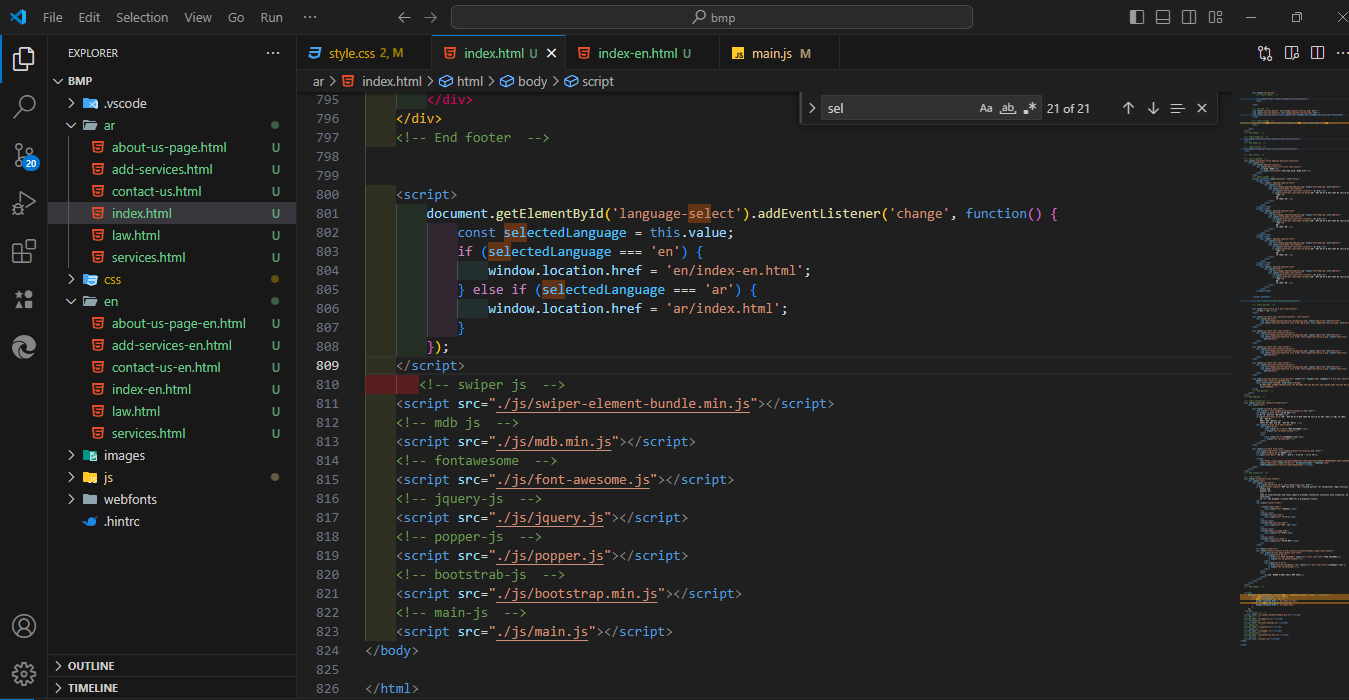 File Edit Selection View Go Run ··· bmp
EXPLORER ···
BMP
.vscode
ar
about-us-page.html U
add-services.html U
contact-us.html U
index.html U
law.html U
services.html U
css
en
about-us-page-en.html U
add-services-en.html U
contact-us-en.html U
index-en.html U
law.html U
services.html U
images
js
webfonts
.hintrc
OUTLINE
TIMELINE
20
style.css 2, M index.html U index-en.html U main.js M
ar > index.html > html > body > script
sel Aa ab 21 of 21
795 </div>
796 </div>
797 <!-- End footer -->
798
799
800 <script>
801 document.getElementById('language-select').addEventListener('change', function() {
802 const selectedLanguage = this.value;
803 if (selectedLanguage === 'en') {
804 window.location.href = 'en/index-en.html';
805 } else if (selectedLanguage === 'ar') {
806 window.location.href = 'ar/index.html';
807 }
808 });
809 </script>
810 <!-- swiper js -->
811 <script src="./js/swiper-element-bundle.min.js"></script>
812 <!-- mdb js -->
813 <script src="./js/mdb.min.js"></script>
814 <!-- fontawesome -->
815 <script src="./js/font-awesome.js"></script>
816 <!-- jquery-js -->
817 <script src="./js/jquery.js"></script>
818 <!-- popper-js -->
819 <script src="./js/popper.js"></script>
820 <!-- bootstrab-js -->
821 <script src="./js/bootstrap.min.js"></script>
822 <!-- main-js -->
823 <script src="./js/main.js"></script>
824 </body>
825
826 </html>